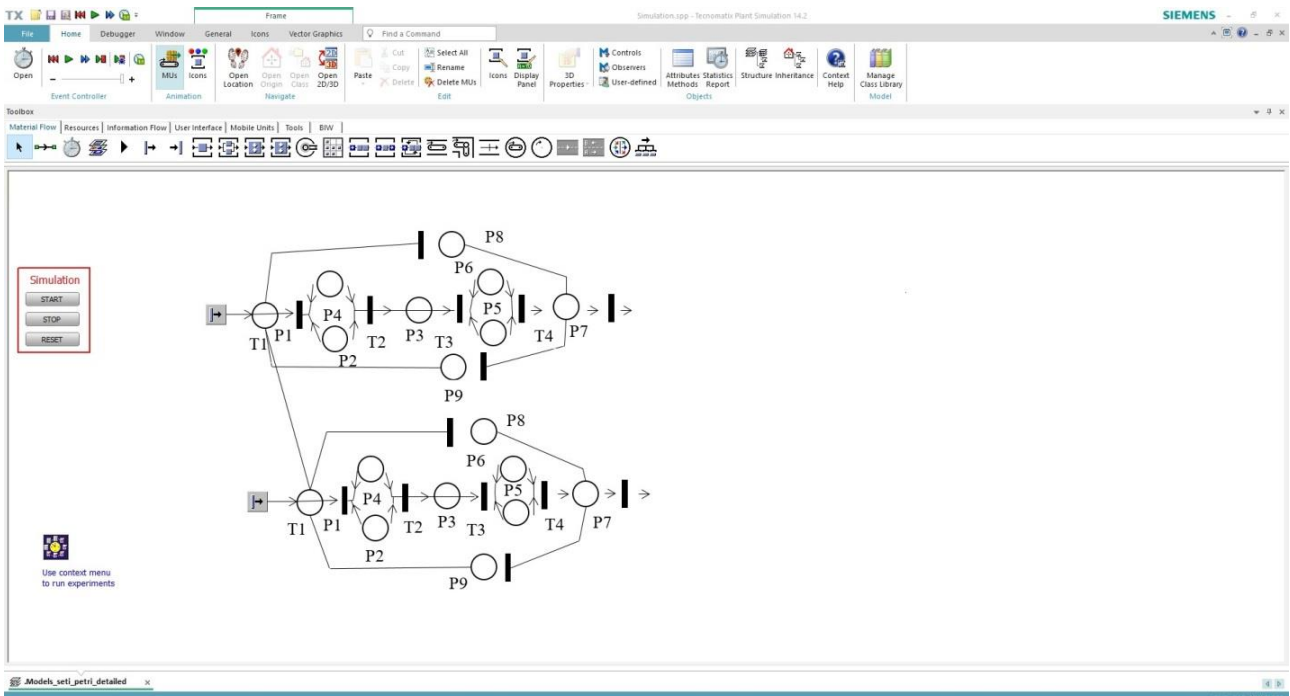 TX
Frame
Simulation.spp - Tecnomatix Plant Simulation 14.2
SIEMENS
File Home Debugger Window General Icons Vector Graphics Find a Command
Open
Event Controller
MUs Icons
Animation
Open Location
Open Origin
Open Class
Open 2D/3D
Navigate
Paste
Cut
Copy
Delete
Select All
Rename
Delete MUs
Icons
Display Panel
Edit
3D Properties
Controls
Observers
User-defined
Attributes Methods
Statistics Report
Structure Inheritance
Objects
Context Help
Manage Class Library
Model
Toolbox
Material Flow Resources Information Flow User Interface Mobile Units Tools BIW
Simulation
START
STOP
RESET
P8
P6
P4
P5
T1 P1 T2 P3 T3 T4 P7
P2
P9
P8
P6
P4
P5
T1 P1 T2 P3 T3 T4 P7
P2
P9
Use context menu
to run experiments
.Models_seti_petri_detailed